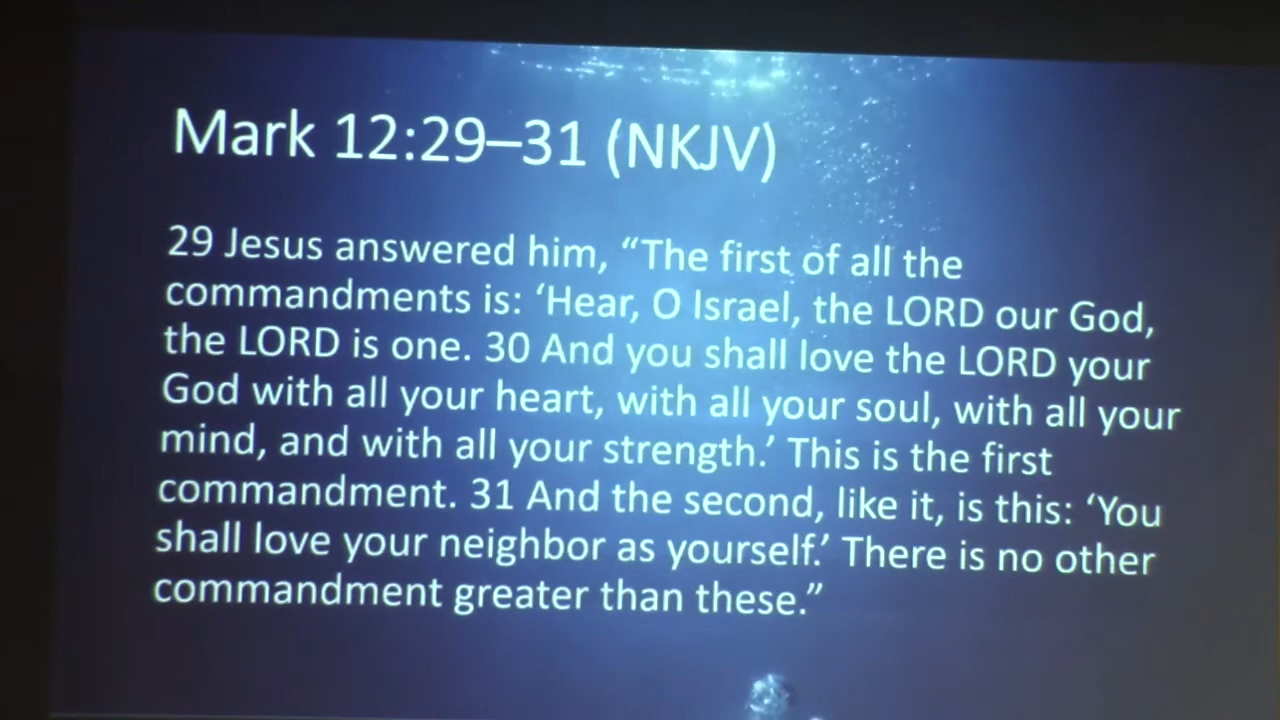 Mark 12:29–31 (NKJV)
29 Jesus answered him, “The first of all the
commandments is: ‘Hear, O Israel, the LORD our God,
the LORD is one. 30 And you shall love the LORD your
God with all your heart, with all your soul, with all your
mind, and with all your strength.’ This is the first
commandment. 31 And the second, like it, is this: ‘You
shall love your neighbor as yourself.’ There is no other
commandment greater than these.”